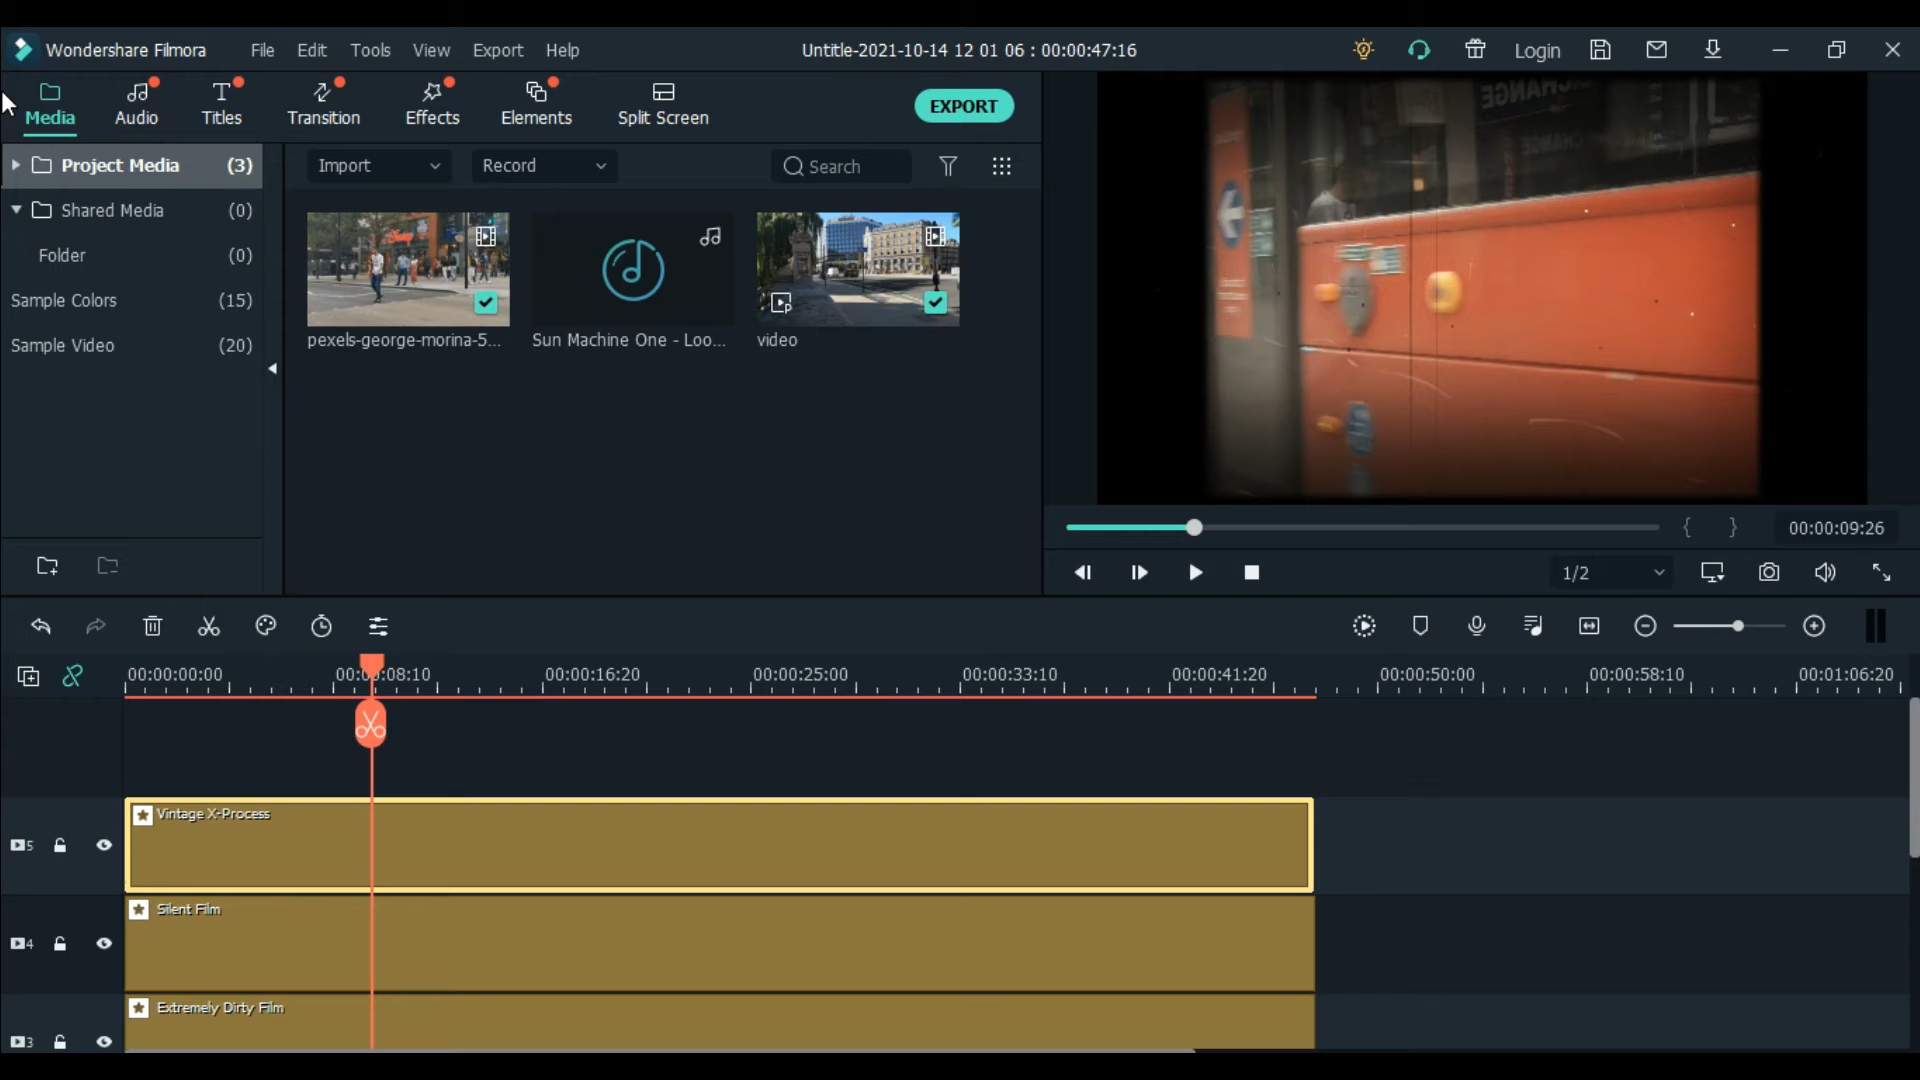 Wondershare Filmora File Edit Tools View Export Help Untitle-2021-10-14 12 01 06 : 00:00:47:16 Login
Media Audio Titles Transition Effects Elements Split Screen EXPORT
Project Media (3)
Shared Media (0)
Folder (0)
Sample Colors (15)
Sample Video (20)
Import Record Search
pexels-george-morina-5... Sun Machine One - Loo... video
EXCHANGE
CHANGE
{ } 00:00:09:26
1/2
00:00:00:00 00:00:08:10 00:00:16:20 00:00:25:00 00:00:33:10 00:00:41:20 00:00:50:00 00:00:58:10 00:01:06:20
Vintage X-Process
5
Silent Film
4
Extremely Dirty Film
3